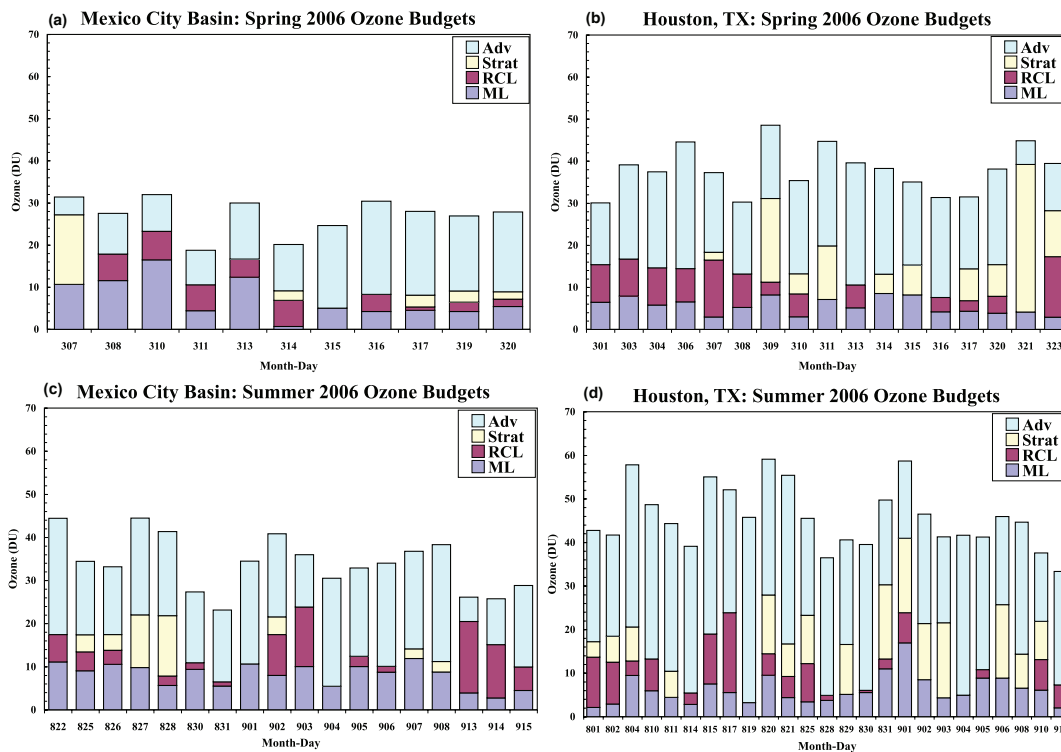 (a) Mexico City Basin: Spring 2006 Ozone Budgets
70
60
50
40
30
20
10
0
Ozone (DU)
Adv
Strat
RCL
ML
307 308 310 311 313 314 315 316 317 319 320
Month-Day
(b) Houston, TX: Spring 2006 Ozone Budgets
70
60
50
40
30
20
10
0
Ozone (DU)
Adv
Strat
RCL
ML
301 303 304 306 307 308 309 310 311 313 314 315 316 317 320 321 323
Month-Day
(c) Mexico City Basin: Summer 2006 Ozone Budgets
70
60
50
40
30
20
10
0
Ozone (DU)
Adv
Strat
RCL
ML
822 825 826 827 828 830 831 901 902 903 904 905 906 907 908 913 914 915
Month-Day
(d) Houston, TX: Summer 2006 Ozone Budgets
70
60
50
40
30
20
10
0
Ozone (DU)
Adv
Strat
RCL
ML
801 802 804 810 811 814 815 817 819 820 821 825 828 829 830 831 901 902 903 904 905 906 908 910
Month-Day